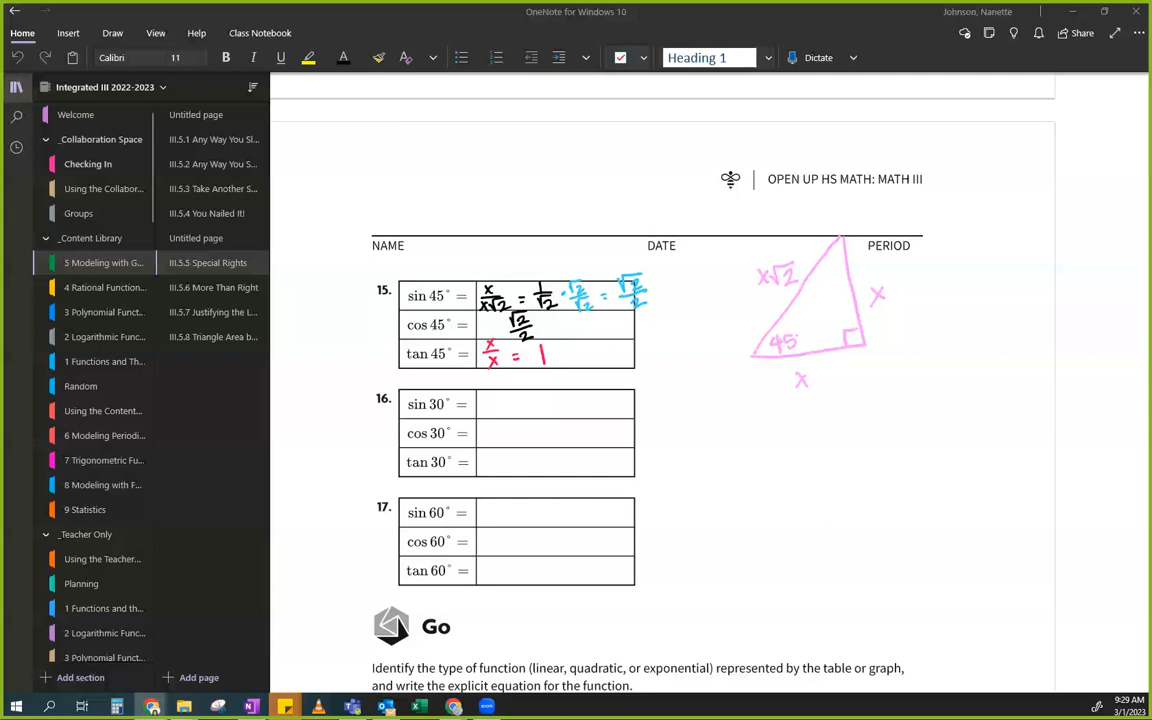 OneNote for Windows 10
Johnson, Nanette
Home Insert Draw View Help Class Notebook
Share
Calibri 11 B I U A Heading 1 Dictate
Integrated III 2022-2023
Welcome
_Collaboration Space
Checking In
Using the Collabor...
Groups
_Content Library
5 Modeling with G...
4 Rational Function...
3 Polynomial Funct...
2 Logarithmic Func...
1 Functions and Th...
Random
Using the Content...
6 Modeling Periodi...
7 Trigonometric Fu...
8 Modeling with F...
9 Statistics
_Teacher Only
Using the Teacher...
Planning
1 Functions and th...
2 Logarithmic Func...
3 Polynomial Funct...
Add section
Untitled page
III.5.1 Any Way You Sl...
III.5.2 Any Way You S...
III.5.3 Take Another S...
III.5.4 You Nailed It!
Untitled page
III.5.5 Special Rights
III.5.6 More Than Right
III.5.7 Justifying the L...
III.5.8 Triangle Area b...
Add page
OPEN UP HS MATH: MATH III
NAME DATE PERIOD
15. sin 45° = x/x√2 = 1/√2 · √2/√2 = √2/2
cos 45° = √2/2
tan 45° = x/x = 1
x√2
x
45
x
16. sin 30° =
cos 30° =
tan 30° =
17. sin 60° =
cos 60° =
tan 60° =
Go
Identify the type of function (linear, quadratic, or exponential) represented by the table or graph,
and write the explicit equation for the function.
9:29 AM
3/1/2023